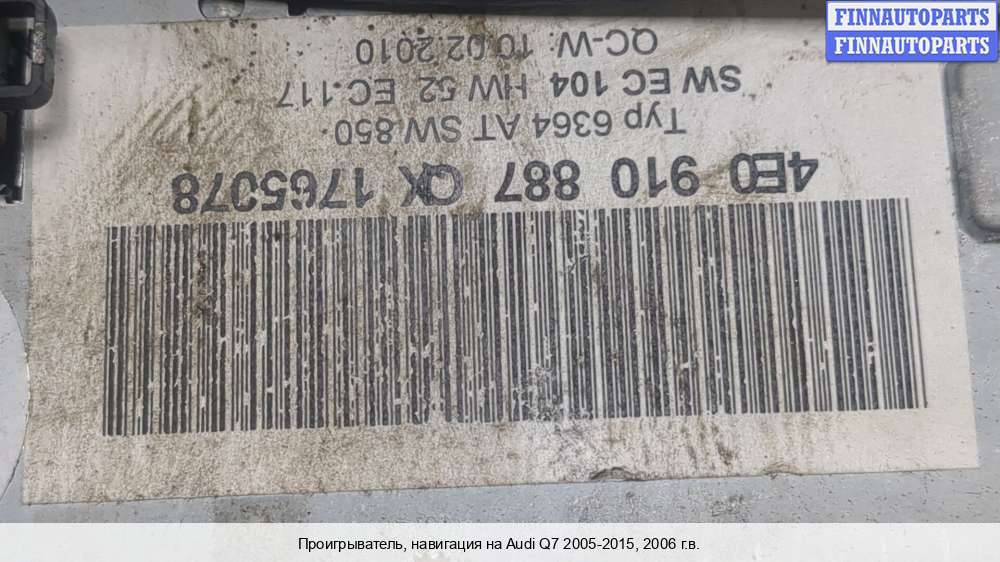 FINNAUTOPARTS
FINNAUTOPARTS
4E0 910 887 QX 1765078
Typ 6364 AT SW 850
SW EC 104 HW 52 EC 117
QC-W: 10.02.2010
Проигрыватель, навигация на Audi Q7 2005-2015, 2006 г.в.